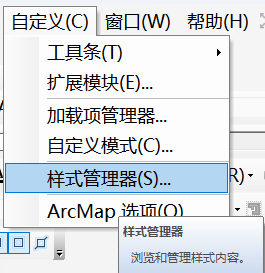 自定义(C) 窗口(W) 帮助(H)
工具条(T)
扩展模块(E)...
加载项管理器...
自定义模式(C)...
样式管理器(S)... R)
ArcMap 选项(O)
样式管理器
浏览和管理样式内容。